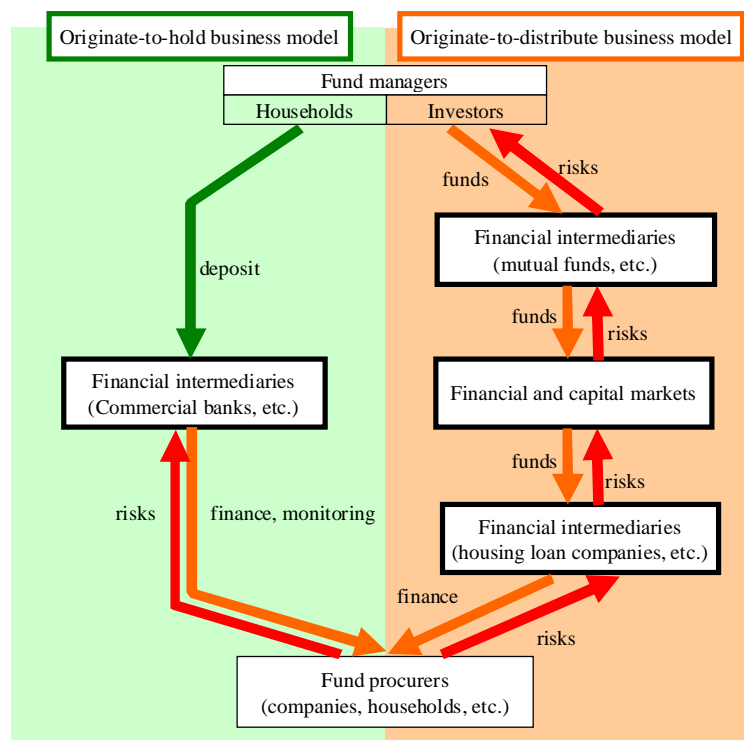 Originate-to-hold business model
Originate-to-distribute business model
Fund managers
Households
Investors
risks
funds
Financial intermediaries
(mutual funds, etc.)
deposit
funds
risks
Financial intermediaries
(Commercial banks, etc.)
Financial and capital markets
funds
risks
risks
finance, monitoring
Financial intermediaries
(housing loan companies, etc.)
finance
risks
Fund procurers
(companies, households, etc.)